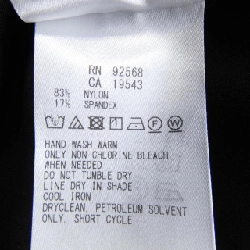 RN 92568
CA 19543
83% NYLON
17% SPANDEX
HAND WASH WARM
ONLY NON CHLORINE BLEACH
WHEN NEEDED
DO NOT TUMBLE DRY
LINE DRY IN SHADE
COOL IRON
DRYCLEAN, PETROLEUM SOLVENT
ONLY. SHORT CYCLE